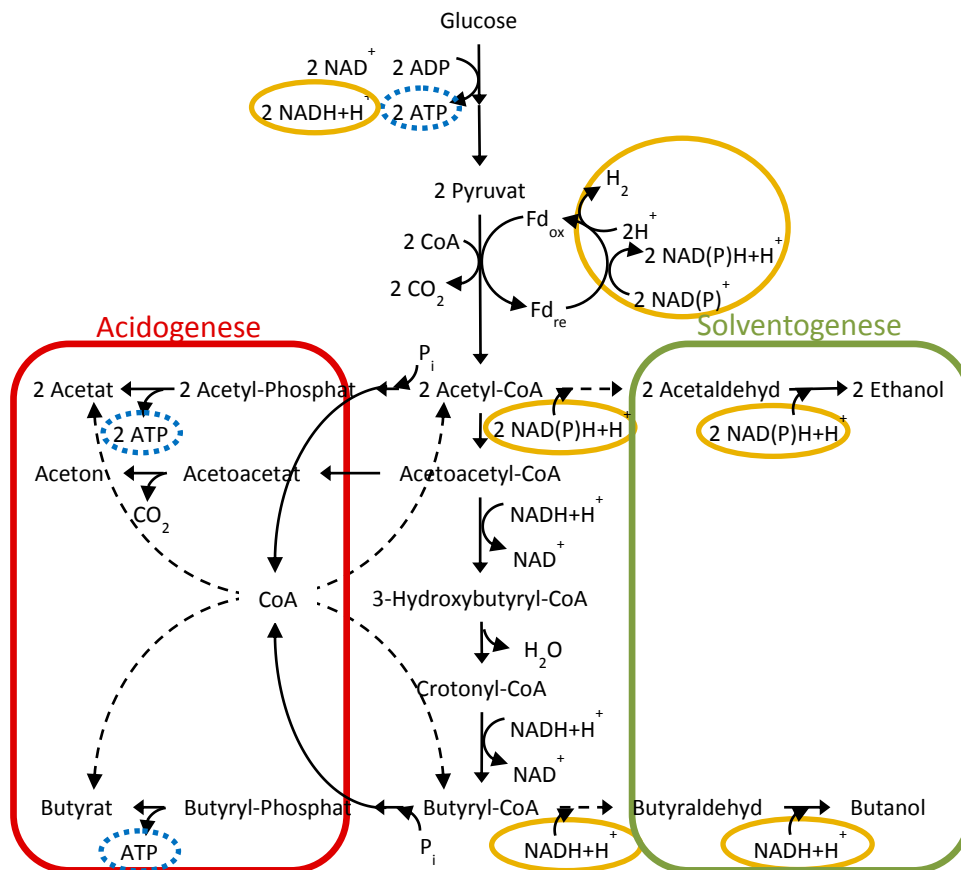 Glucose
2 NAD+ 2 ADP
2 NADH+H+ 2 ATP
2 Pyruvat
H2
Fdox 2H+
2 CoA 2 NAD(P)H+H+
2 CO2 Fdre 2 NAD(P)+
Acidogenese Solventogenese
Pi
2 Acetat 2 Acetyl-Phosphat 2 Acetyl-CoA 2 Acetaldehyd 2 Ethanol
2 ATP 2 NAD(P)H+H+ 2 NAD(P)H+H+
Aceton Acetoacetat Acetoacetyl-CoA
CO2 NADH+H+
NAD+
CoA 3-Hydroxybutyryl-CoA
H2O
Crotonyl-CoA
NADH+H+
NAD+
Butyrat Butyryl-Phosphat Butyryl-CoA Butyraldehyd Butanol
ATP Pi NADH+H+ NADH+H+